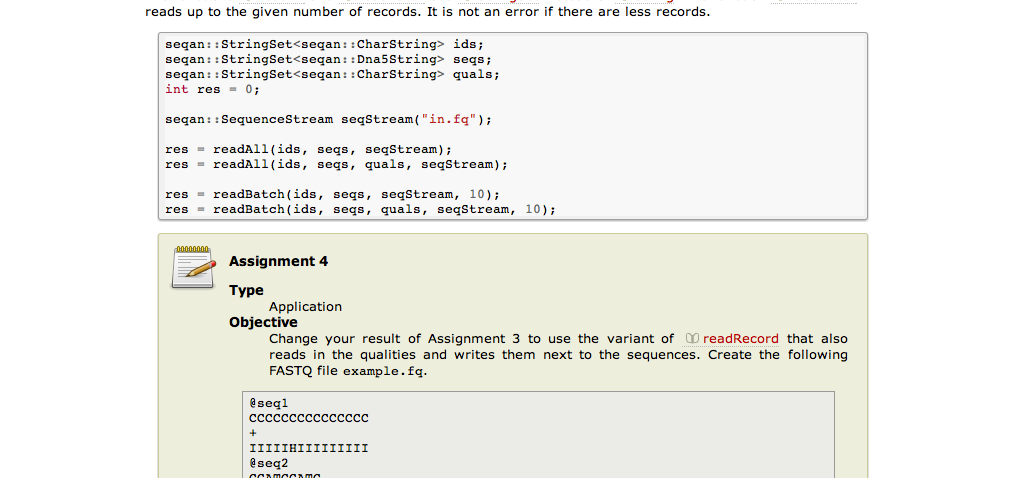 reads up to the given number of records. It is not an error if there are less records.
seqan::StringSet<seqan::CharString> ids;
seqan::StringSet<seqan::Dna5String> seqs;
seqan::StringSet<seqan::CharString> quals;
int res = 0;
seqan::SequenceStream seqStream("in.fq");
res = readAll(ids, seqs, seqStream);
res = readAll(ids, seqs, quals, seqStream);
res = readBatch(ids, seqs, seqStream, 10);
res = readBatch(ids, seqs, quals, seqStream, 10);
Assignment 4
Type
Application
Objective
Change your result of Assignment 3 to use the variant of readRecord that also
reads in the qualities and writes them next to the sequences. Create the following
FASTQ file example.fq.
@seq1
CCCCCCCCCCCCCCC
+
IIIIIHIIIIIIIII
@seq2